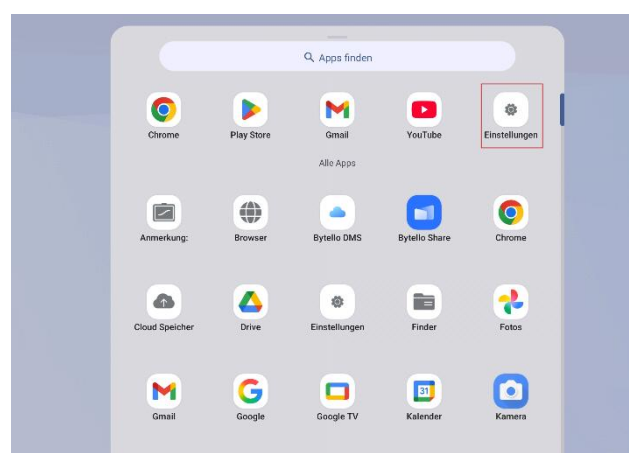 Apps finden
Chrome
Play Store
Gmail
YouTube
Einstellungen
Alle Apps
Anmerkung:
Browser
Bytello DMS
Bytello Share
Chrome
Cloud Speicher
Drive
Einstellungen
Finder
Fotos
31
Gmail
Google
Google TV
Kalender
Kamera